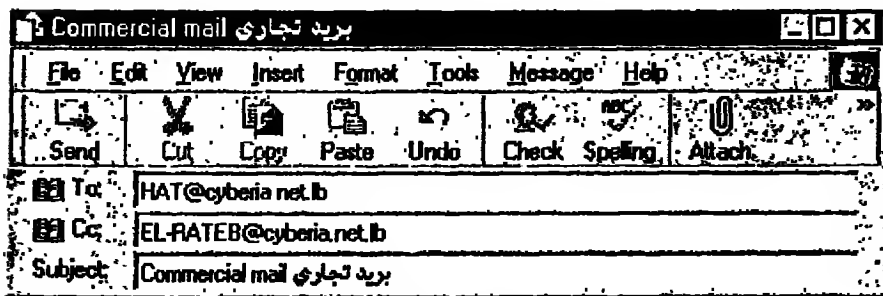 Commercial mail بريد تجاري
File Edit View Insert Format Tools Message Help
Send Cut Copy Paste Undo Check Spelling Attach »
To: HAT@cyberia.net.lb
Cc: EL-RATEB@cyberia.net.lb
Subject: Commercial mail بريد تجاري